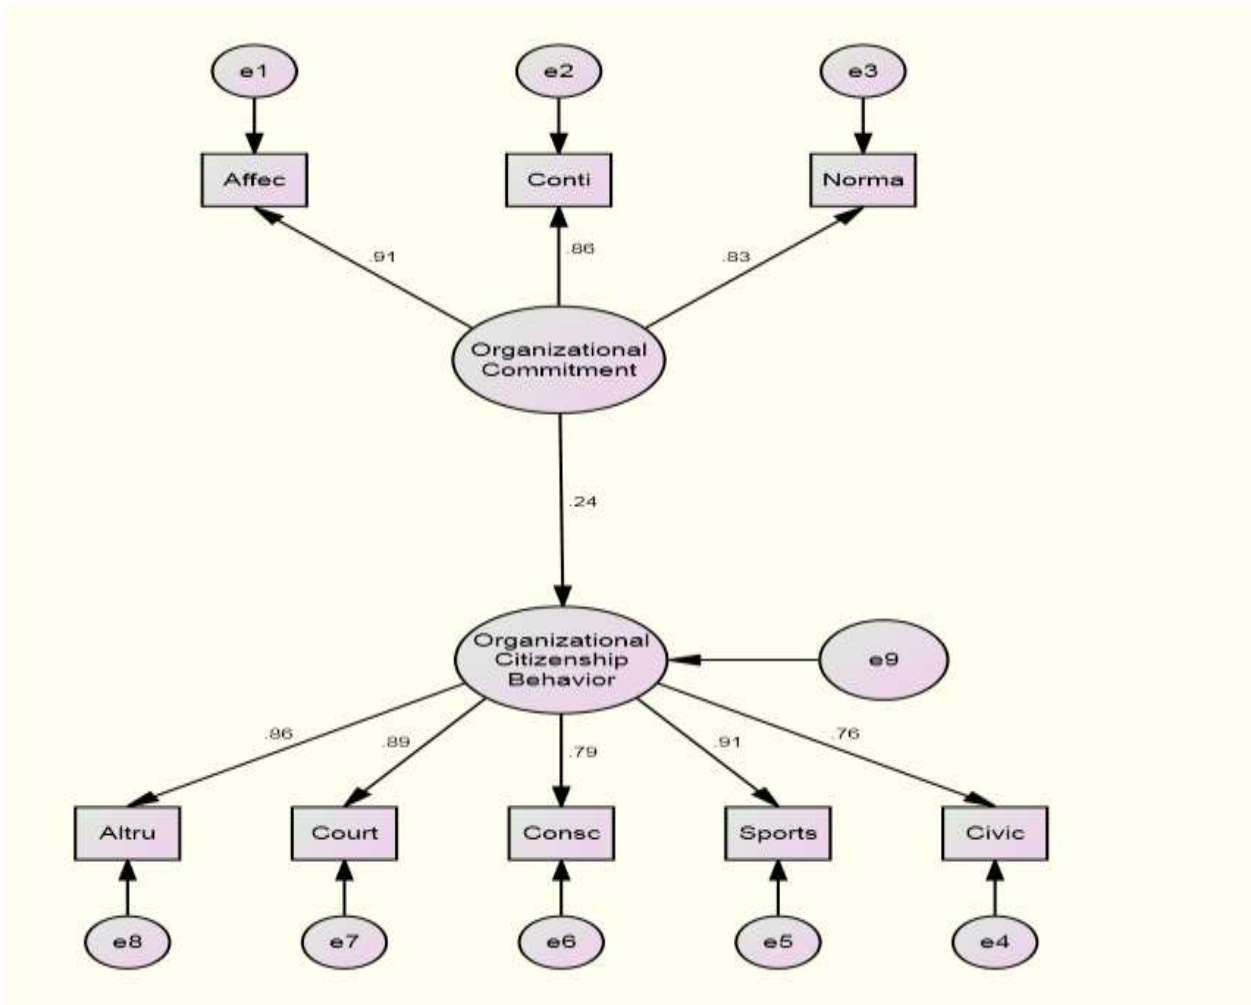 e1
e2
e3
Affec
Conti
Norma
.91
.86
.83
Organizational
Commitment
.24
Organizational
Citizenship
Behavior
e9
.86
.89
.79
.91
.76
Altru
Court
Consc
Sports
Civic
e8
e7
e6
e5
e4